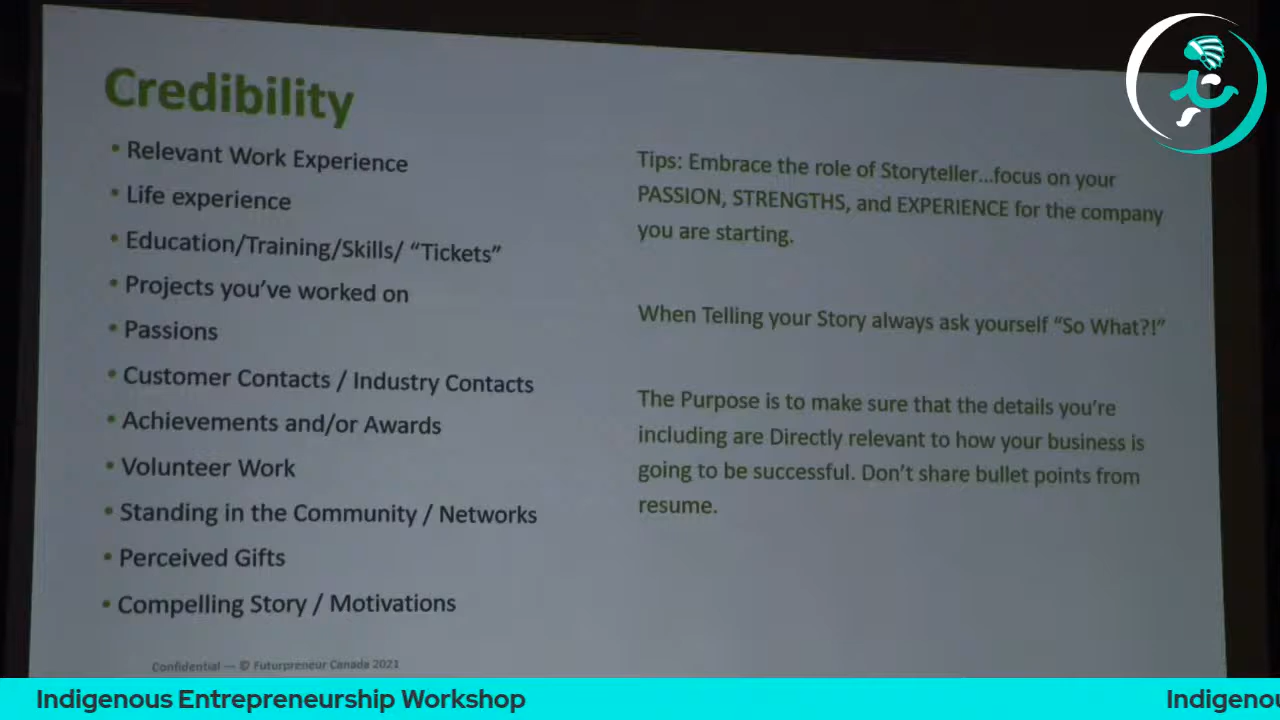 Credibility
• Relevant Work Experience
• Life experience
• Education/Training/Skills/ “Tickets”
• Projects you’ve worked on
• Passions
• Customer Contacts / Industry Contacts
• Achievements and/or Awards
• Volunteer Work
• Standing in the Community / Networks
• Perceived Gifts
• Compelling Story / Motivations
Tips: Embrace the role of Storyteller...focus on your
PASSION, STRENGTHS, and EXPERIENCE for the company
you are starting.
When Telling your Story always ask yourself “So What?!”
The Purpose is to make sure that the details you’re
including are Directly relevant to how your business is
going to be successful. Don’t share bullet points from
resume.
Confidential — © Futurpreneur Canada 2021
Indigenous Entrepreneurship Workshop
Indigenou